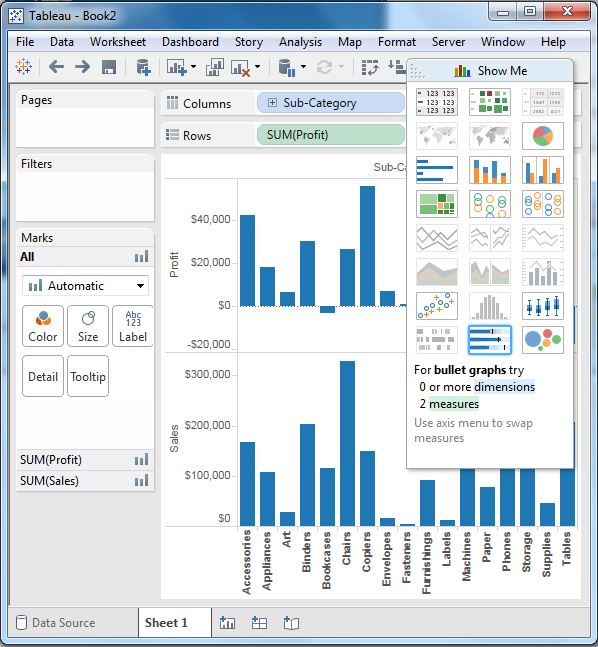 Tableau - Book2
File Data Worksheet Dashboard Story Analysis Map Format Server Window Help
Pages
Filters
Marks
All
Automatic
Color
Size
Abc
123
Label
Detail
Tooltip
SUM(Profit)
SUM(Sales)
Columns
Sub-Category
Rows
SUM(Profit)
Sub-Ca
Profit
$40,000
$20,000
$0
-$20,000
Sales
$300,000
$200,000
$100,000
$0
Accessories
Appliances
Art
Binders
Bookcases
Chairs
Copiers
Envelopes
Fasteners
Furnishings
Labels
Machines
Paper
Phones
Storage
Supplies
Tables
Show Me
For bullet graphs try
0 or more dimensions
2 measures
Use axis menu to swap
measures
Data Source
Sheet 1